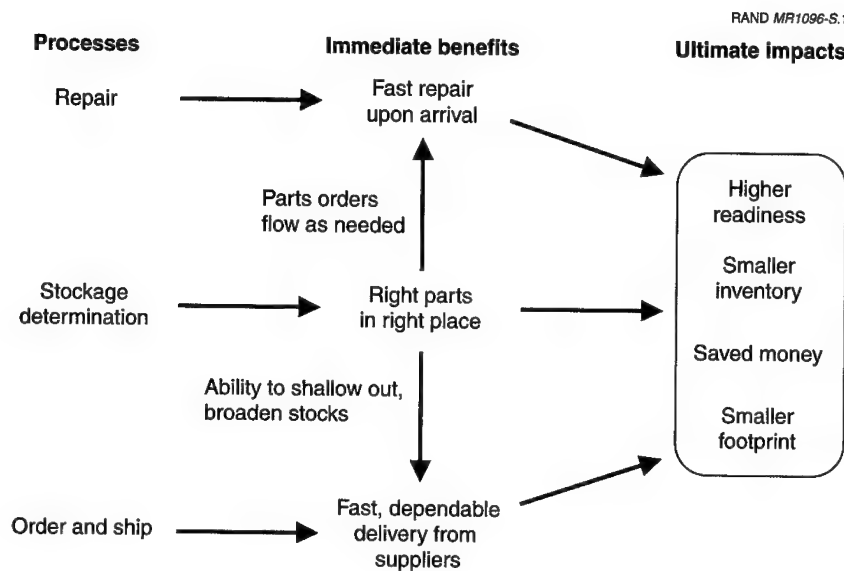 RAND MR1096-S.1
Processes
Immediate benefits
Ultimate impacts
Repair
Fast repair
upon arrival
Parts orders
flow as needed
Higher
readiness
Smaller
inventory
Saved money
Smaller
footprint
Stockage
determination
Right parts
in right place
Ability to shallow out,
broaden stocks
Order and ship
Fast, dependable
delivery from
suppliers